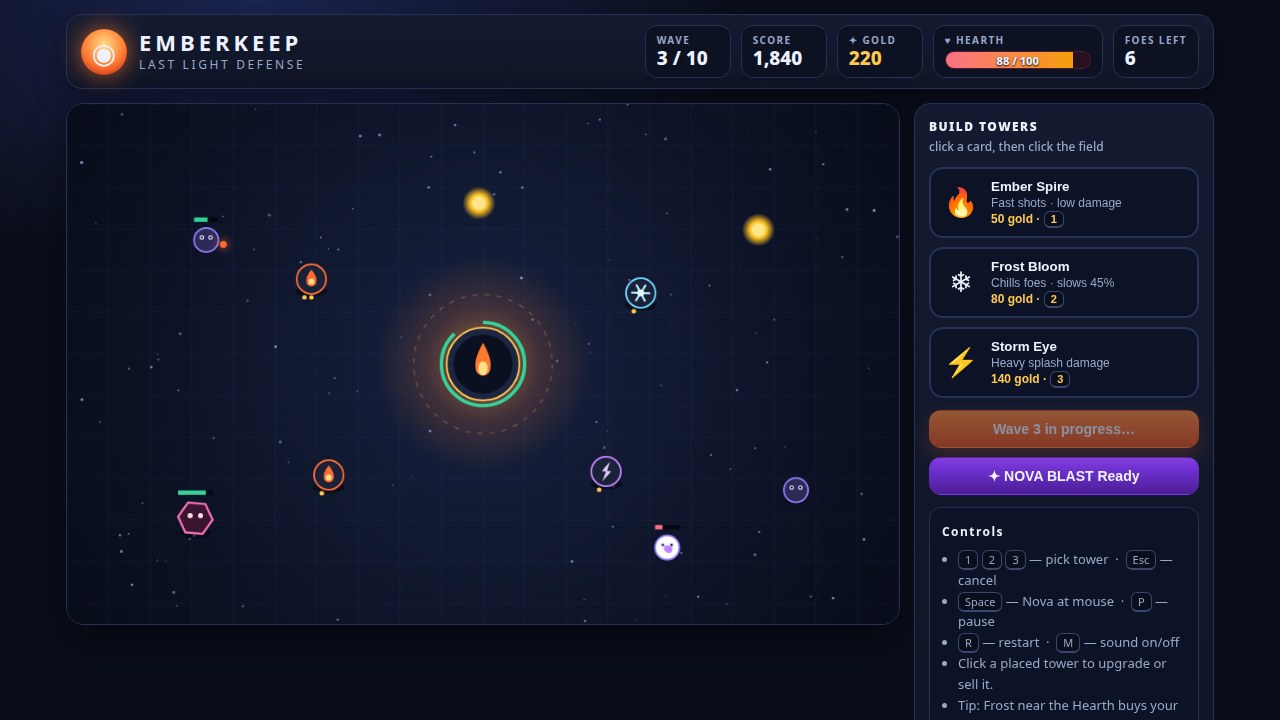 EMBERKEEP
LAST LIGHT DEFENSE
WAVE
3 / 10
SCORE
1,840
✦ GOLD
220
♥ HEARTH
88 / 100
FOES LEFT
6
BUILD TOWERS
click a card, then click the field
Ember Spire
Fast shots · low damage
50 gold · 1
Frost Bloom
Chills foes · slows 45%
80 gold · 2
Storm Eye
Heavy splash damage
140 gold · 3
Wave 3 in progress…
✦ NOVA BLAST Ready
Controls
1 2 3 — pick tower · Esc —
cancel
Space — Nova at mouse · P —
pause
R — restart · M — sound on/off
Click a placed tower to upgrade or
sell it.
Tip: Frost near the Hearth buys your